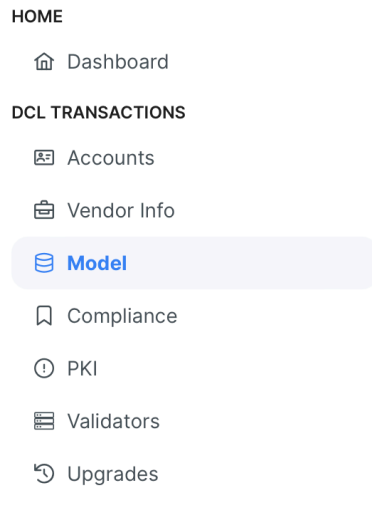 HOME
Dashboard
DCL TRANSACTIONS
Accounts
Vendor Info
Model
Compliance
PKI
Validators
Upgrades